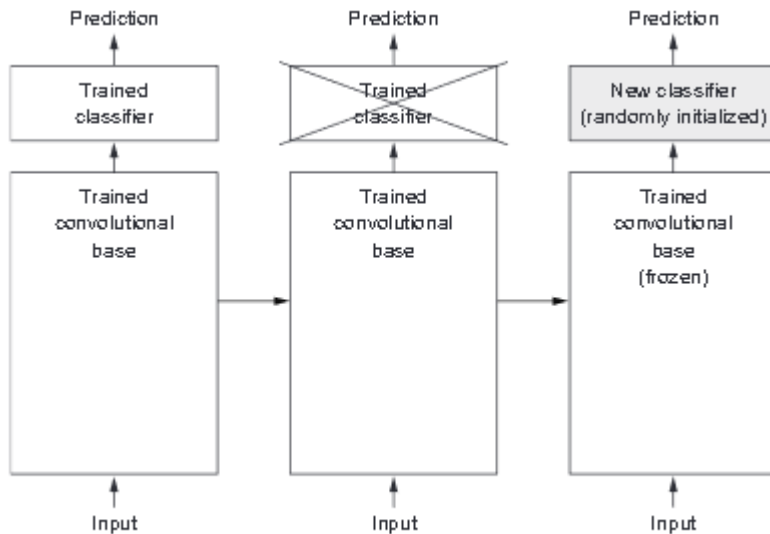 Prediction
Trained
classifier
Trained
convolutional
base
Input
Prediction
Trained
classifier
Trained
convolutional
base
Input
Prediction
New classifier
(randomly initialized)
Trained
convolutional
base
(frozen)
Input